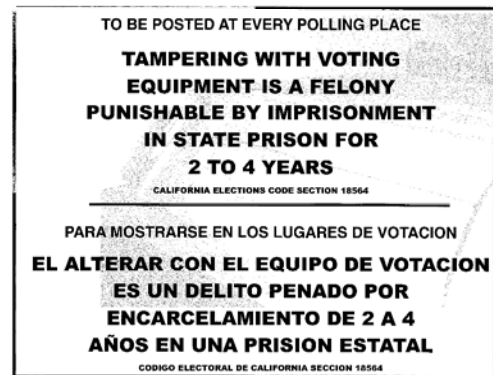 TO BE POSTED AT EVERY POLLING PLACE
TAMPERING WITH VOTING
EQUIPMENT IS A FELONY
PUNISHABLE BY IMPRISONMENT
IN STATE PRISON FOR
2 TO 4 YEARS
CALIFORNIA ELECTIONS CODE SECTION 18564
PARA MOSTRARSE EN LOS LUGARES DE VOTACION
EL ALTERAR CON EL EQUIPO DE VOTACION
ES UN DELITO PENADO POR
ENCARCELAMIENTO DE 2 A 4
AÑOS EN UNA PRISION ESTATAL
CODIGO ELECTORAL DE CALIFORNIA SECCION 18564